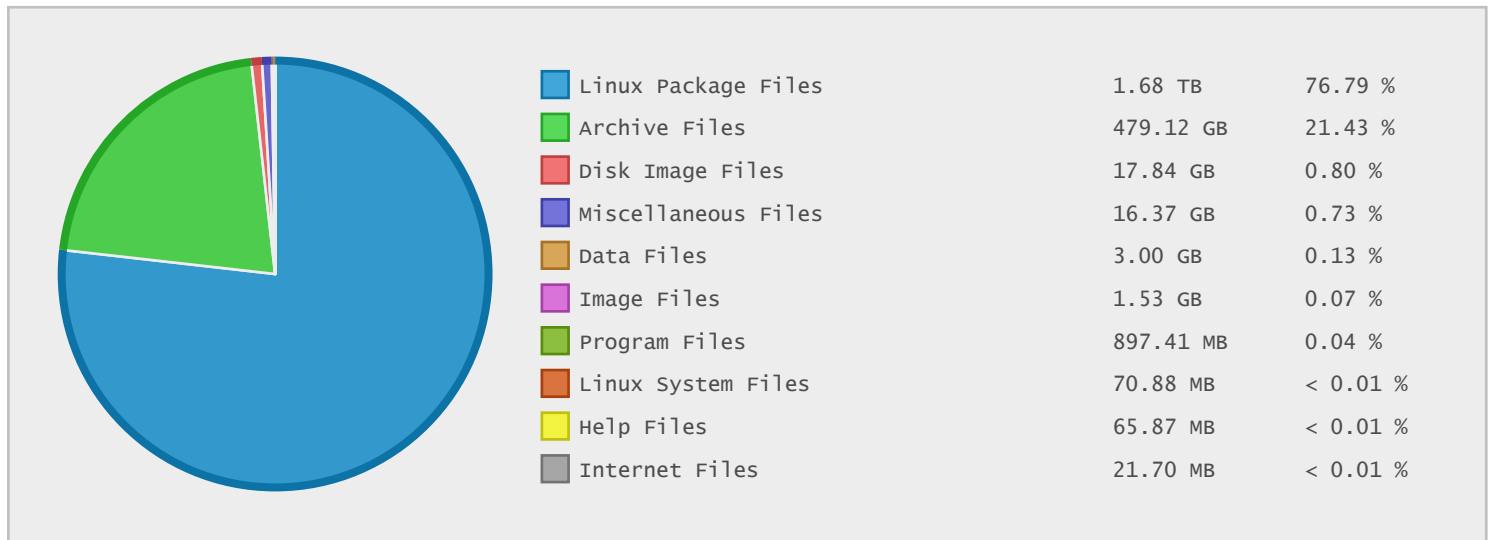 Linux Package Files 1.68 TB 76.79 %
Archive Files 479.12 GB 21.43 %
Disk Image Files 17.84 GB 0.80 %
Miscellaneous Files 16.37 GB 0.73 %
Data Files 3.00 GB 0.13 %
Image Files 1.53 GB 0.07 %
Program Files 897.41 MB 0.04 %
Linux System Files 70.88 MB < 0.01 %
Help Files 65.87 MB < 0.01 %
Internet Files 21.70 MB < 0.01 %